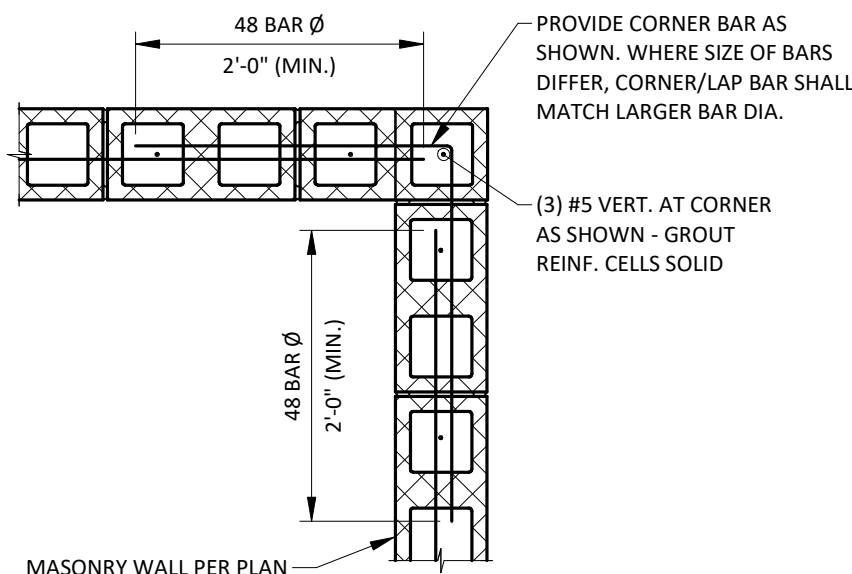 48 BAR Ø
2'-0" (MIN.)
PROVIDE CORNER BAR AS
SHOWN. WHERE SIZE OF BARS
DIFFER, CORNER/LAP BAR SHALL
MATCH LARGER BAR DIA.
(3) #5 VERT. AT CORNER
AS SHOWN - GROUT
REINF. CELLS SOLID
48 BAR Ø
2'-0" (MIN.)
MASONRY WALL PER PLAN